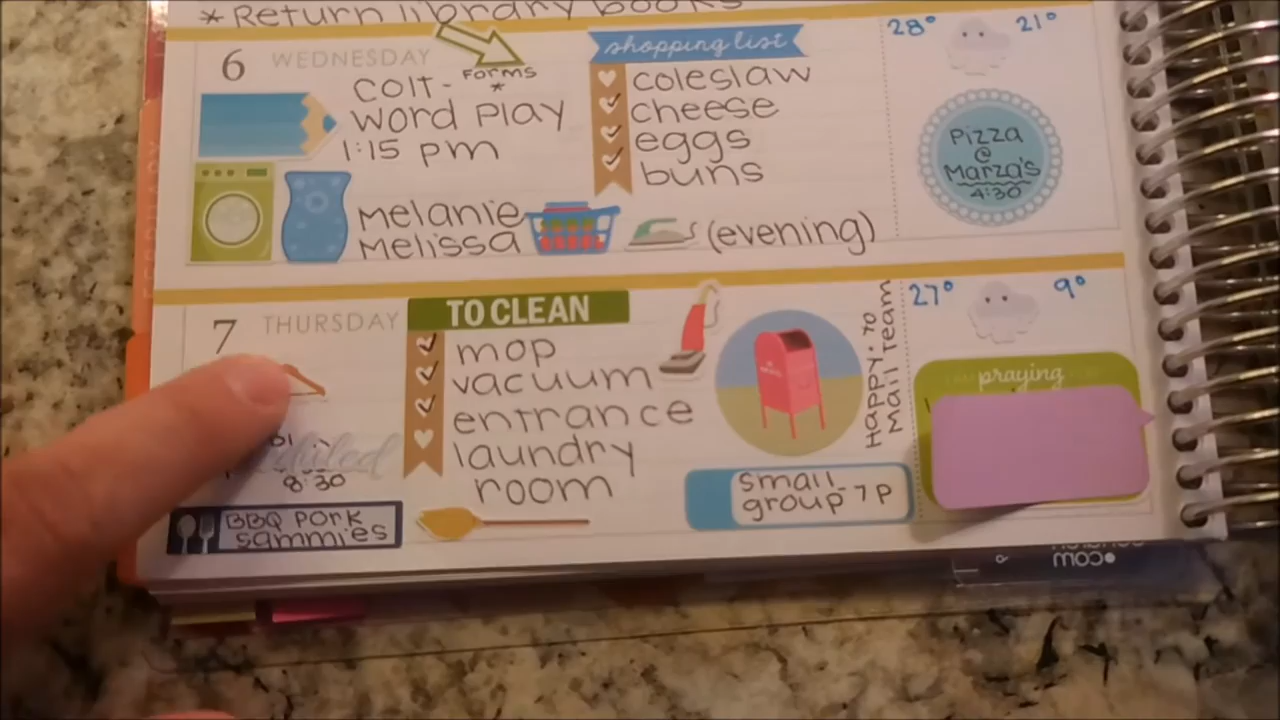 * Return library books
6 WEDNESDAY
Colt- Forms
*
Word Play
1:15 pm
shopping list
coleslaw
cheese
eggs
buns
28° 21°
Pizza
@
Marza's
4:30
Melanie
Melissa
(evening)
7 THURSDAY
8:30
BBQ Pork
Sammies
TO CLEAN
mop
vacuum
entrance
laundry
room
Happy. To
Mail Team
small
group-7P
27° 9°
praying